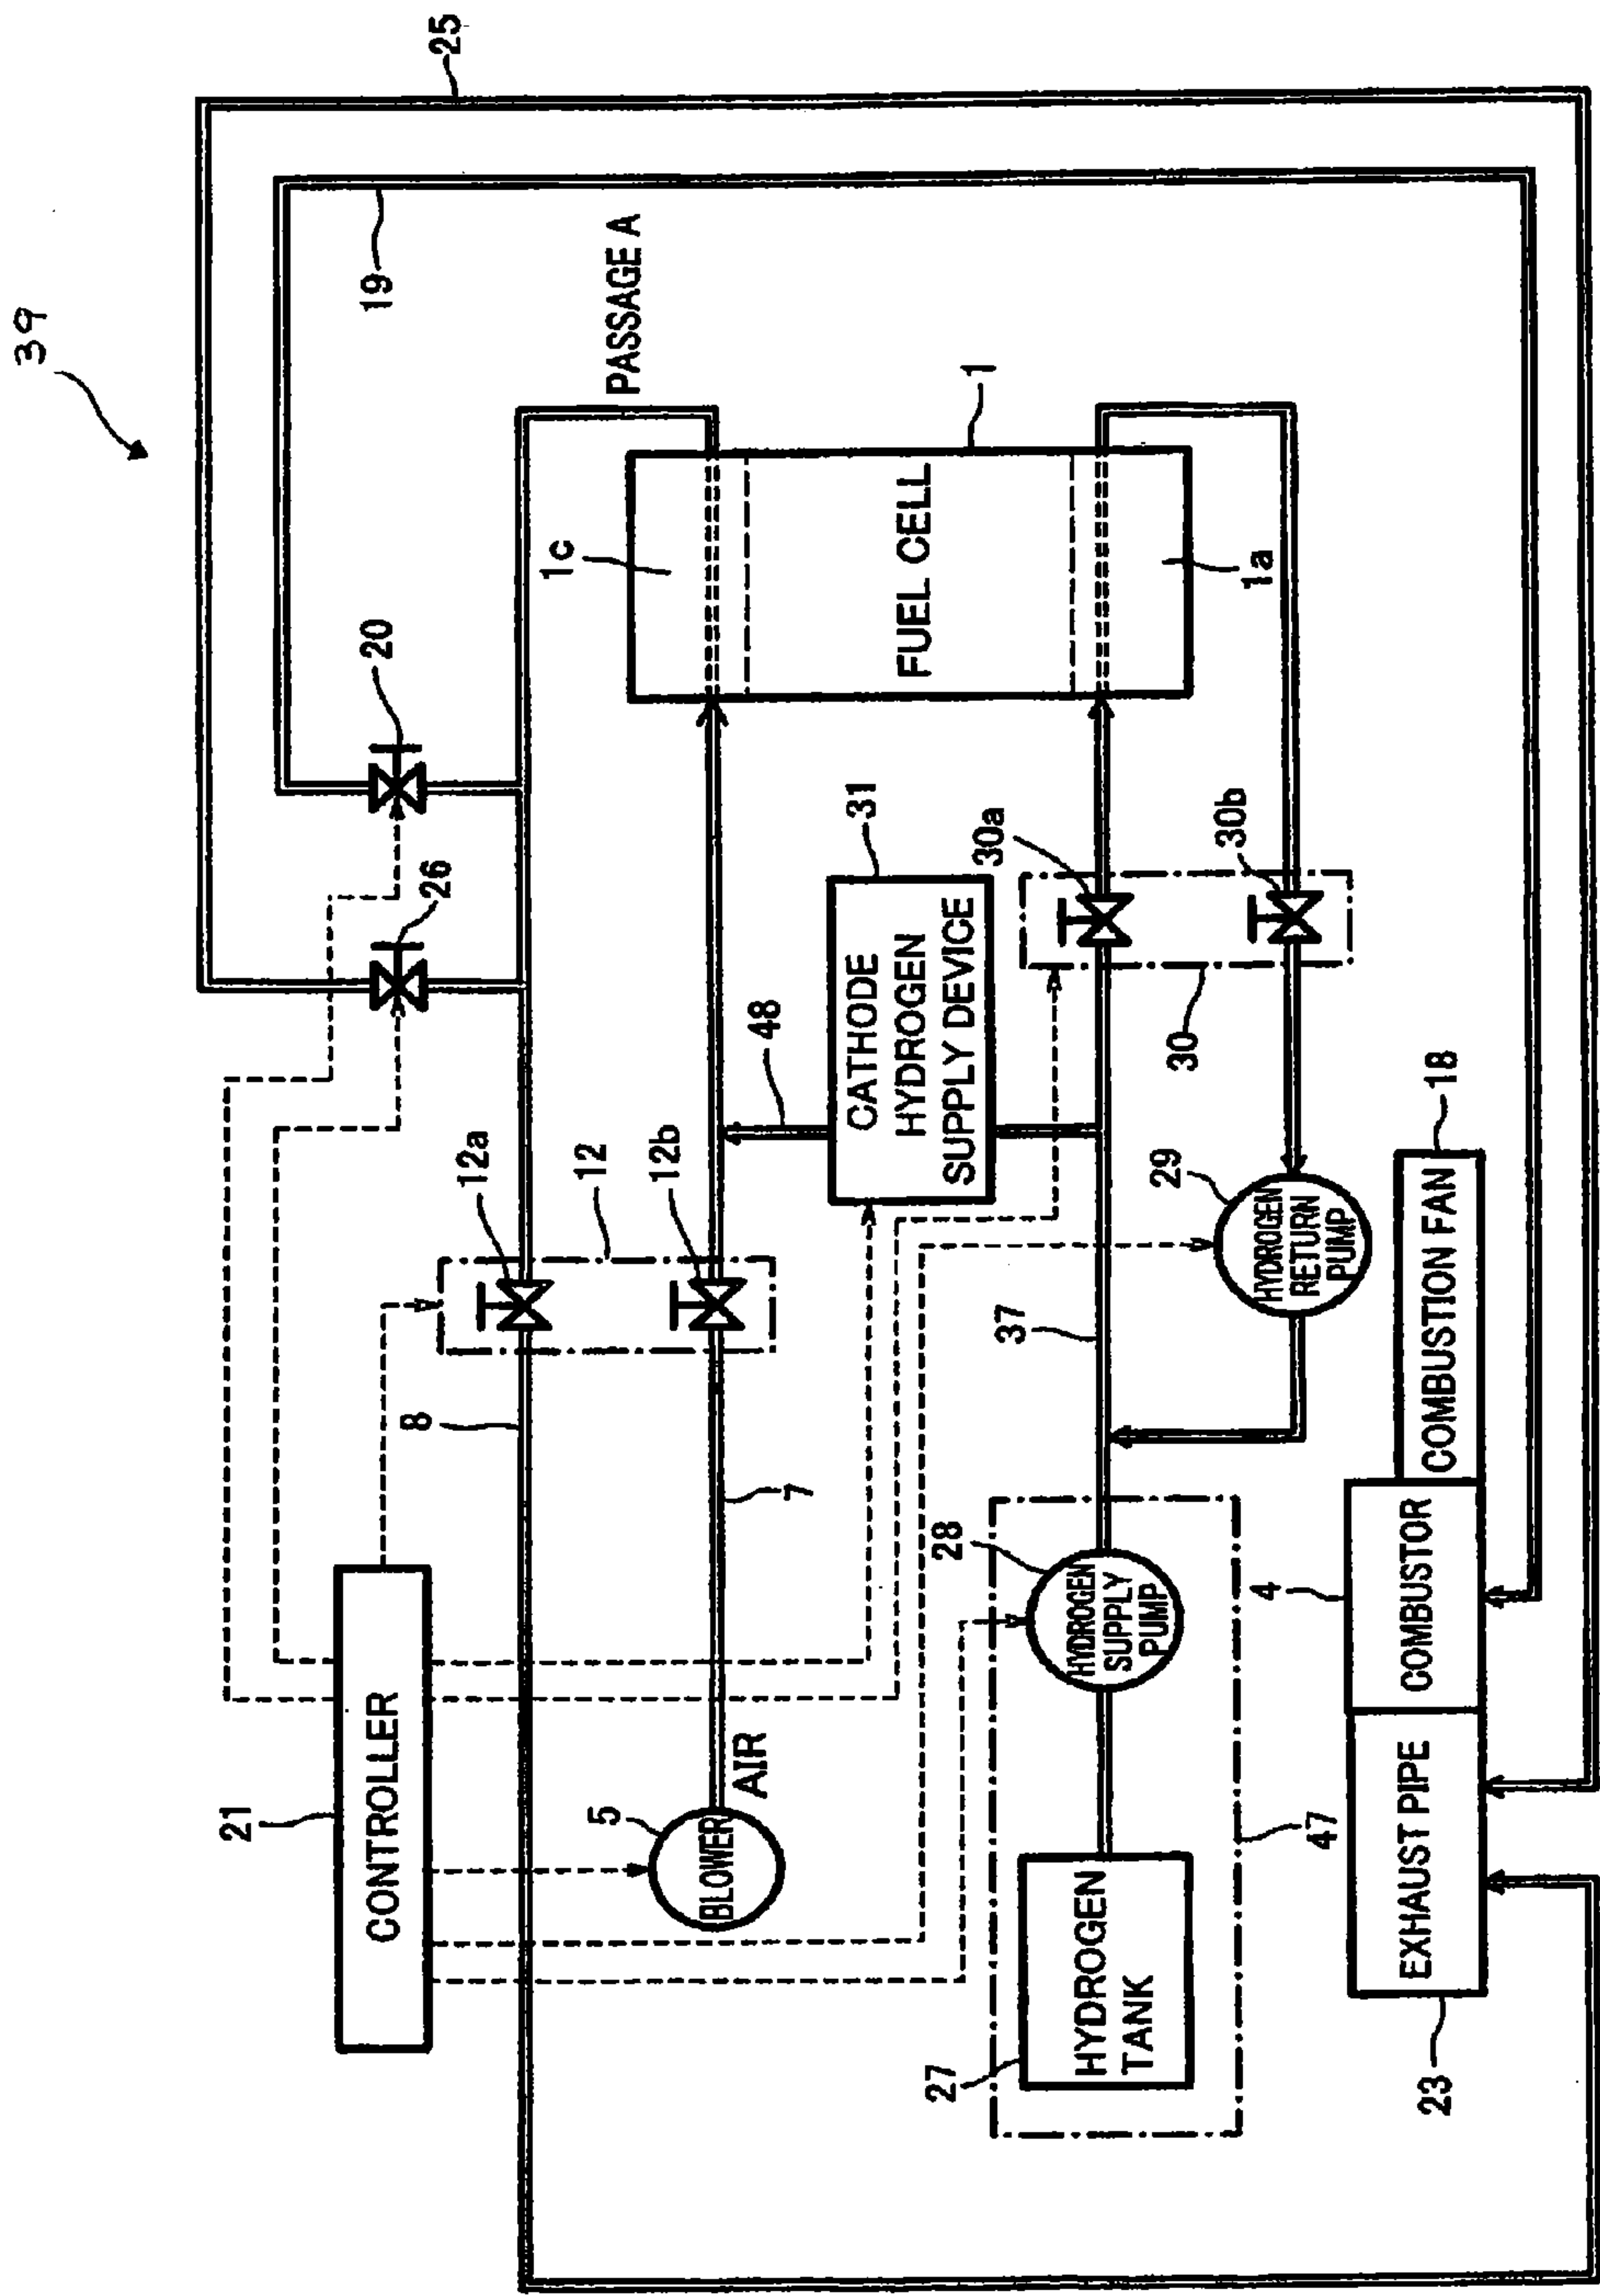 39
25
19
PASSAGE A
20
26
1c
1
FUEL CELL
1a
31
CATHODE
HYDROGEN
SUPPLY DEVICE
30a
30b
30
48
12a
12
12b
8
7
37
29
HYDROGEN
RETURN
PUMP
18
COMBUSTION FAN
21
CONTROLLER
5
BLOWER
AIR
28
HYDROGEN
SUPPLY
PUMP
4
COMBUSTOR
27
HYDROGEN
TANK
47
EXHAUST PIPE
23